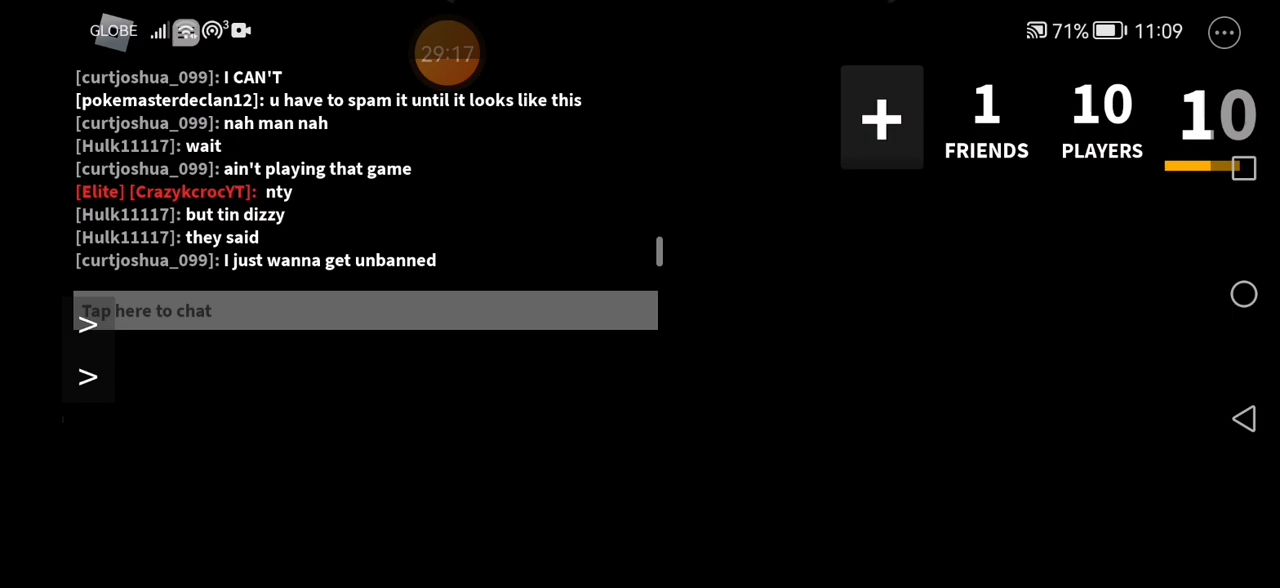 GLOBE
3
29:17
71%
11:09
[curtjoshua_099]: I CAN'T
[pokemasterdeclan12]: u have to spam it until it looks like this
[curtjoshua_099]: nah man nah
[Hulk11117]: wait
[curtjoshua_099]: ain't playing that game
[Elite] [CrazykcrocYT]: nty
[Hulk11117]: but tin dizzy
[Hulk11117]: they said
[curtjoshua_099]: I just wanna get unbanned
Tap here to chat
>
>
+
1
FRIENDS
10
PLAYERS
10